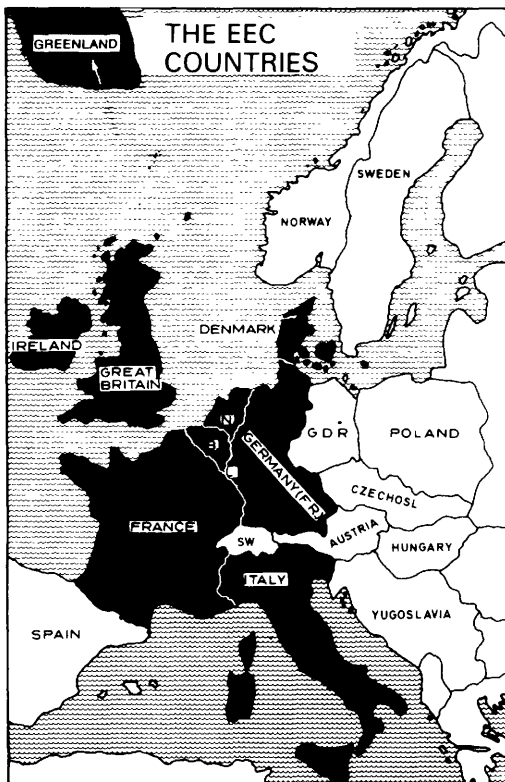 GREENLAND
THE EEC
COUNTRIES
SWEDEN
NORWAY
DENMARK
IRELAND
GREAT
BRITAIN
N
B
GDR
POLAND
GERMANY(FR)
CZECHOSL
FRANCE
SW
AUSTRIA
HUNGARY
ITALY
YUGOSLAVIA
SPAIN